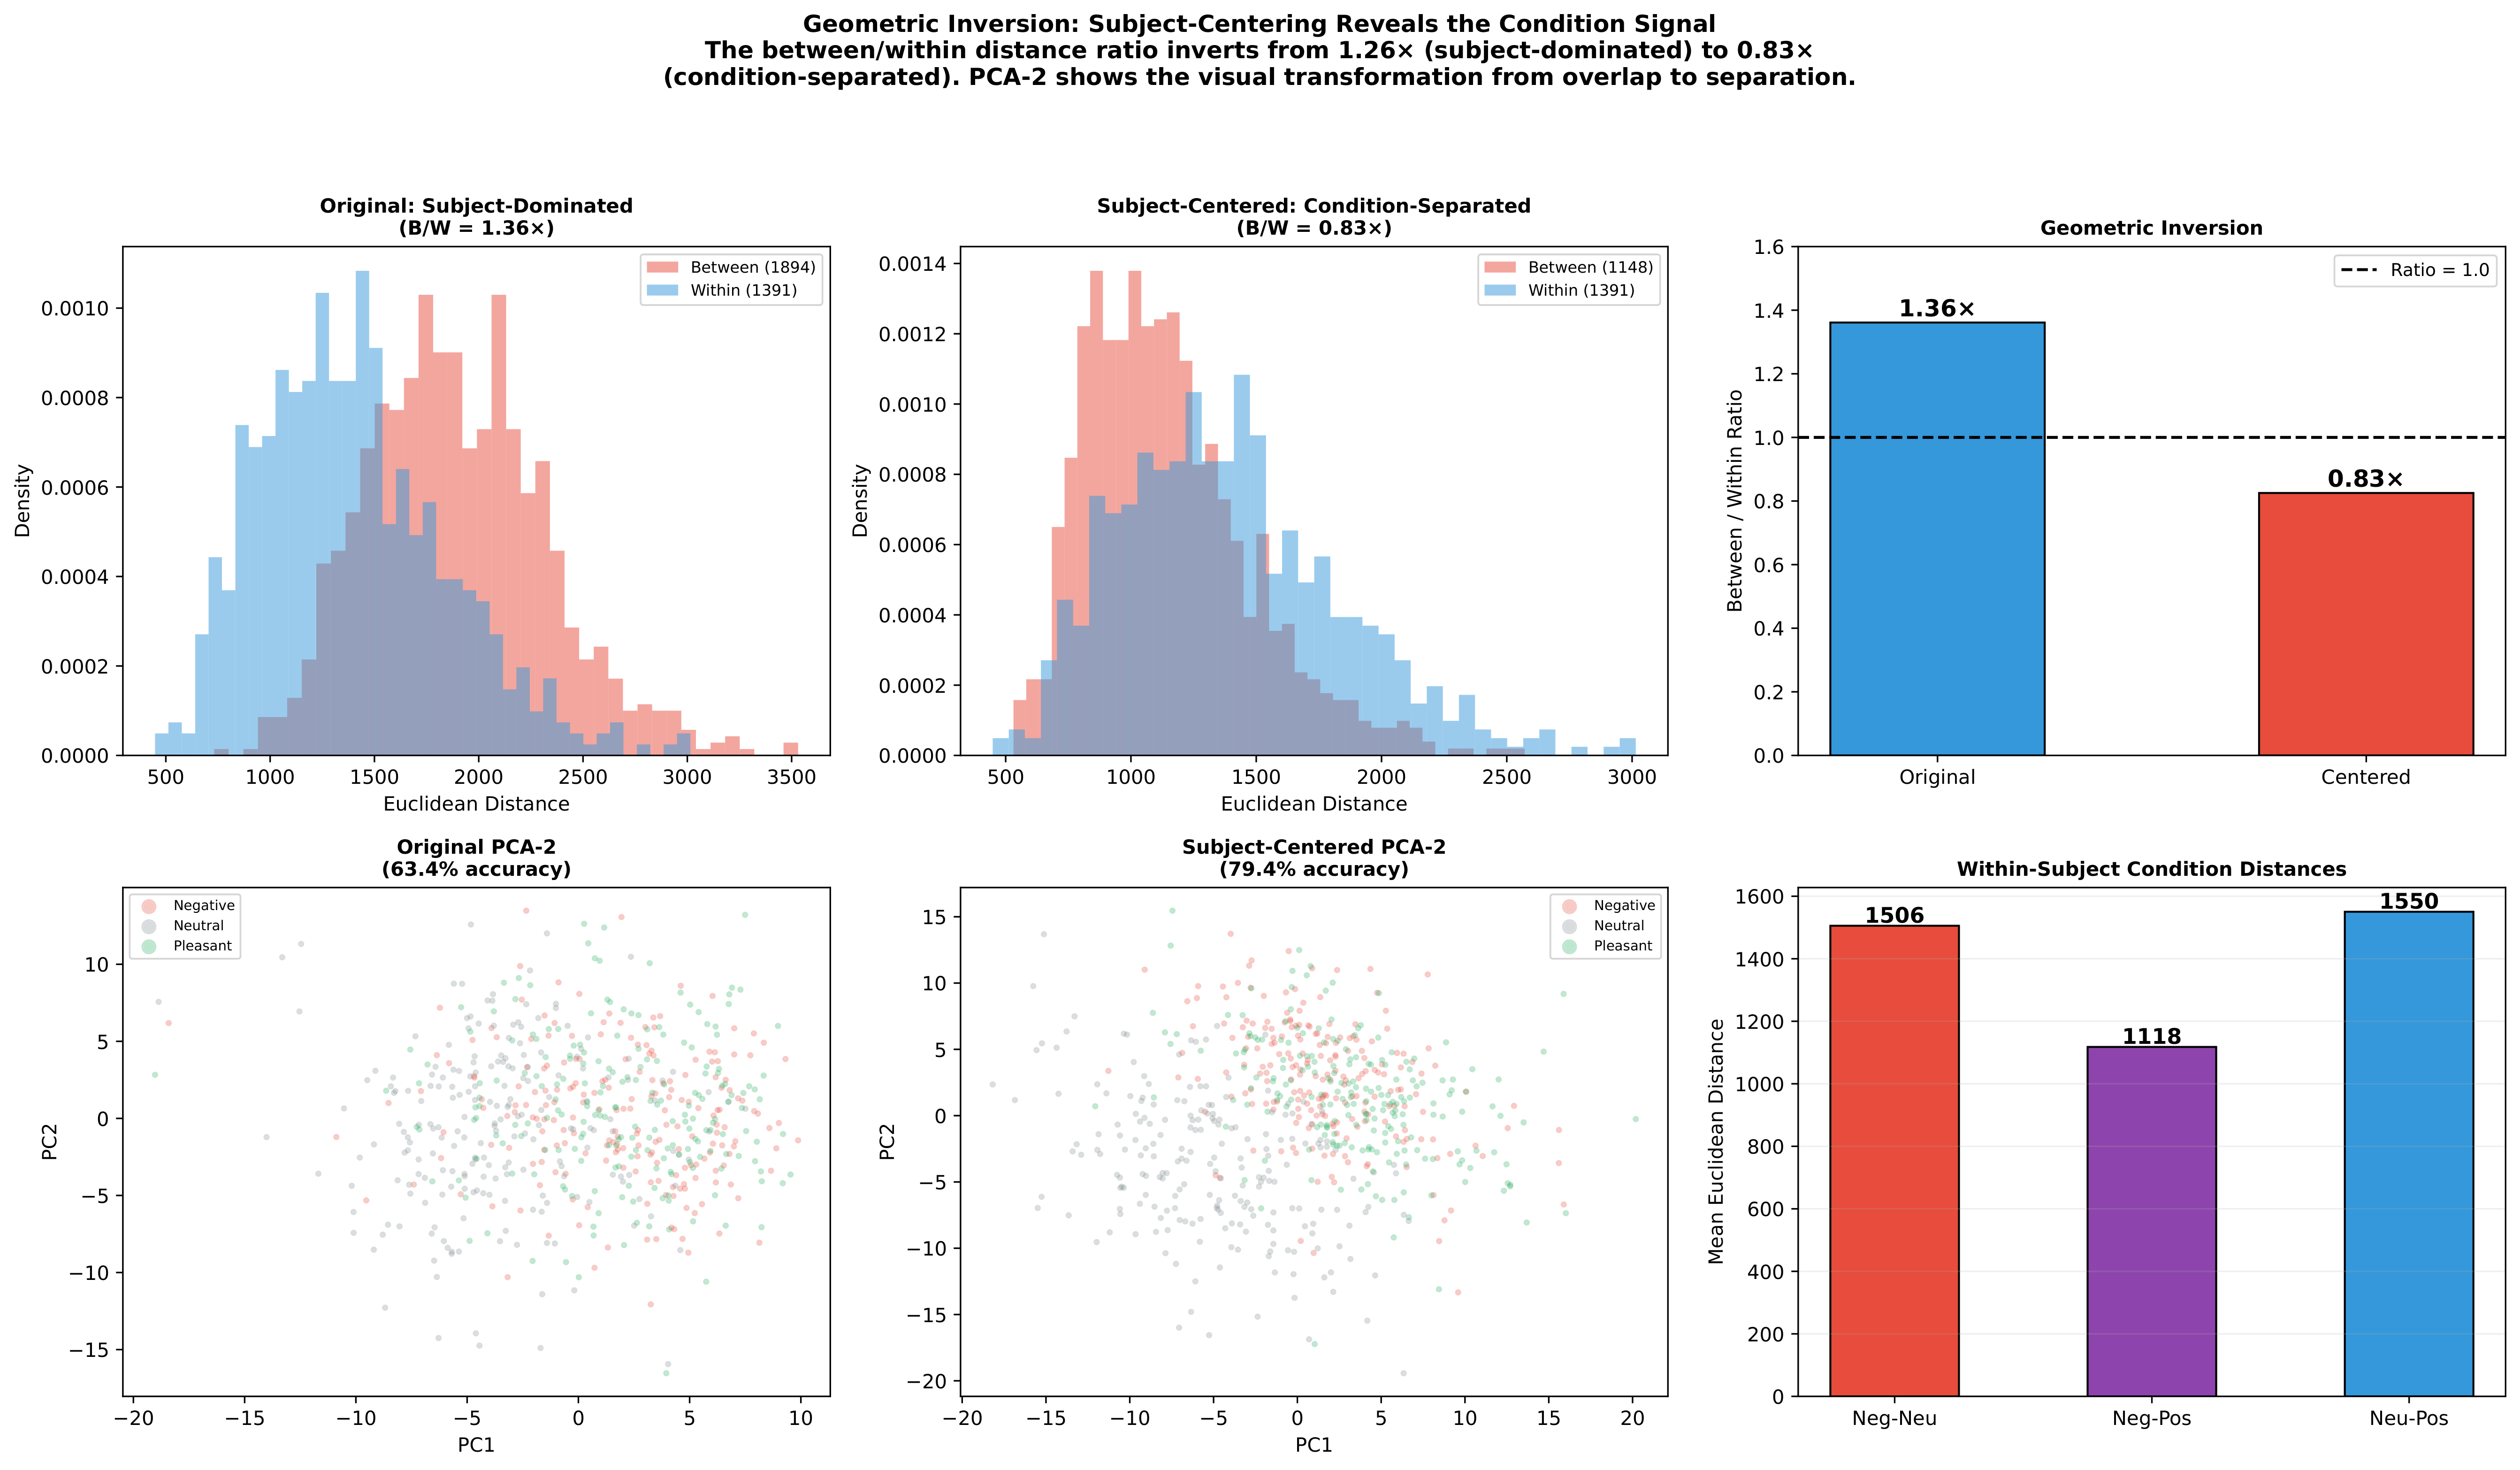 Geometric Inversion: Subject-Centering Reveals the Condition Signal
The between/within distance ratio inverts from 1.26× (subject-dominated) to 0.83×
(condition-separated). PCA-2 shows the visual transformation from overlap to separation.
Original: Subject-Dominated
(B/W = 1.36×)
Between (1894)
Within (1391)
Density
0.0010
0.0008
0.0006
0.0004
0.0002
0.0000
500 1000 1500 2000 2500 3000 3500
Euclidean Distance
Subject-Centered: Condition-Separated
(B/W = 0.83×)
Between (1148)
Within (1391)
Density
0.0014
0.0012
0.0010
0.0008
0.0006
0.0004
0.0002
0.0000
500 1000 1500 2000 2500 3000
Euclidean Distance
Geometric Inversion
Ratio = 1.0
Between / Within Ratio
1.6
1.4
1.2
1.0
0.8
0.6
0.4
0.2
0.0
1.36×
0.83×
Original Centered
Original PCA-2
(63.4% accuracy)
Negative
Neutral
Pleasant
PC2
10
5
0
−5
−10
−15
−20 −15 −10 −5 0 5 10
PC1
Subject-Centered PCA-2
(79.4% accuracy)
Negative
Neutral
Pleasant
PC2
15
10
5
0
−5
−10
−15
−20
−20 −15 −10 −5 0 5 10 15 20
PC1
Within-Subject Condition Distances
Mean Euclidean Distance
1600
1400
1200
1000
800
600
400
200
0
1506
1118
1550
Neg-Neu Neg-Pos Neu-Pos